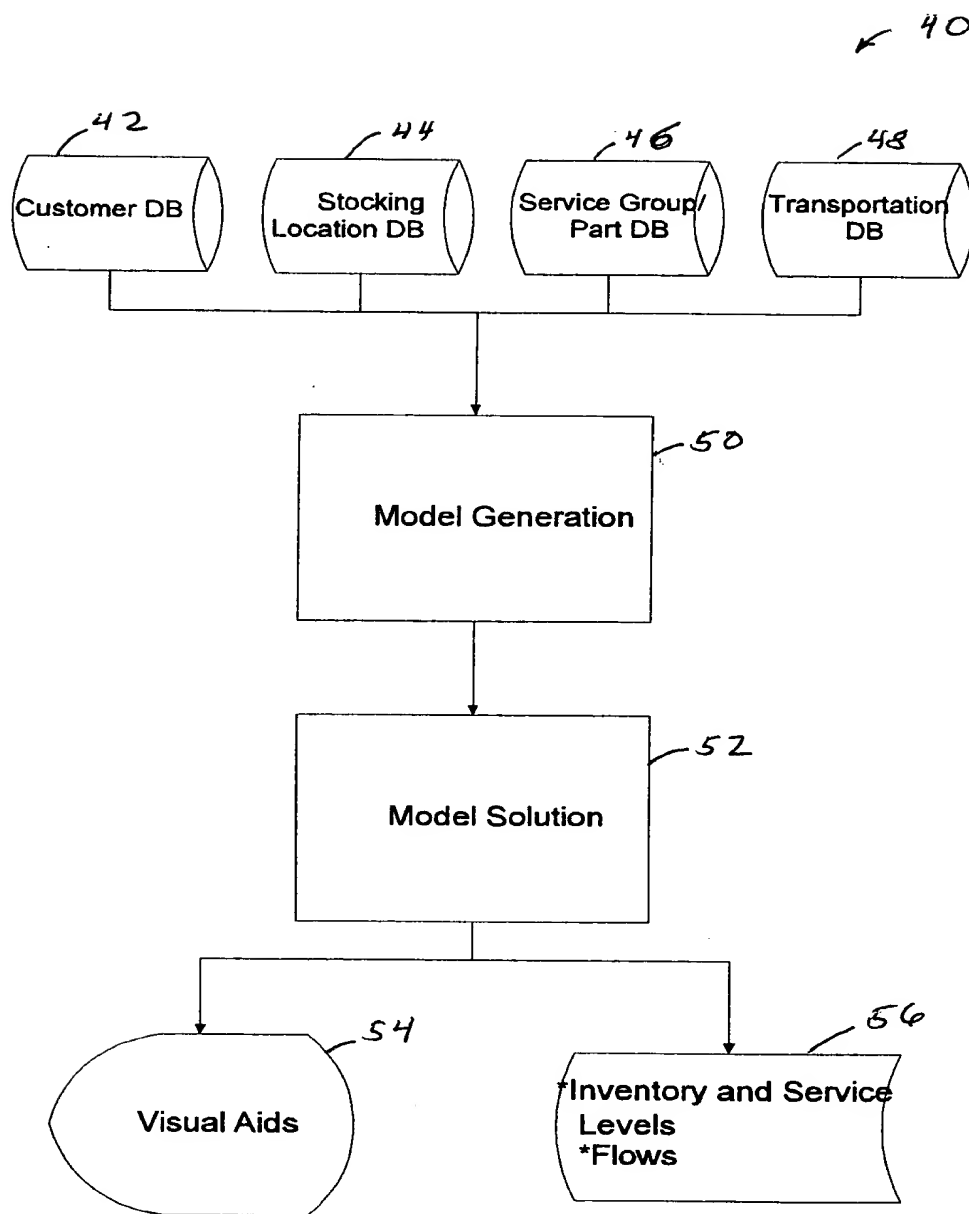 40
42
44
46
48
Customer DB
Stocking
Location DB
Service Group/
Part DB
Transportation
DB
50
Model Generation
52
Model Solution
54
Visual Aids
56
*Inventory and Service
Levels
*Flows